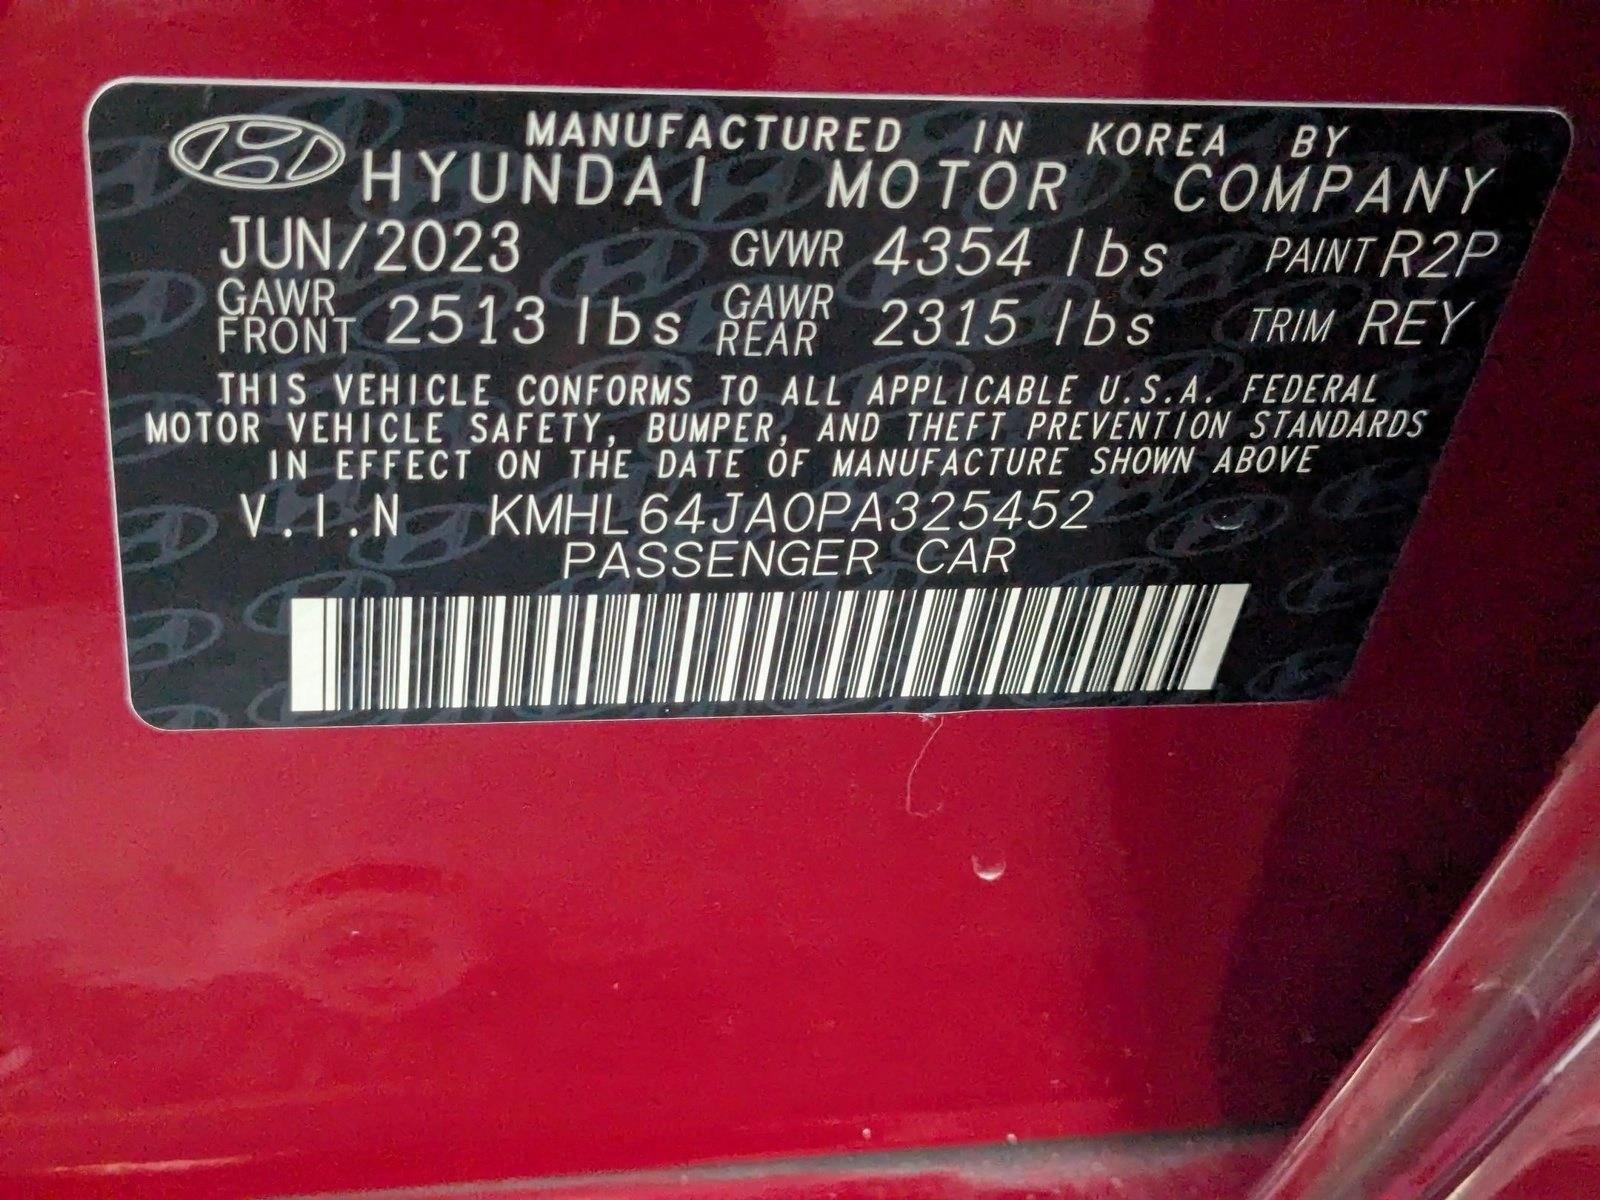 MANUFACTURED IN KOREA BY
HYUNDAI MOTOR COMPANY
JUN/2023 GVWR 4354 lbs PAINT R2P
GAWR FRONT 2513 lbs GAWR REAR 2315 lbs TRIM REY
THIS VEHICLE CONFORMS TO ALL APPLICABLE U.S.A. FEDERAL
MOTOR VEHICLE SAFETY, BUMPER, AND THEFT PREVENTION STANDARDS
IN EFFECT ON THE DATE OF MANUFACTURE SHOWN ABOVE
V.I.N KMHL64JA0PA325452
PASSENGER CAR